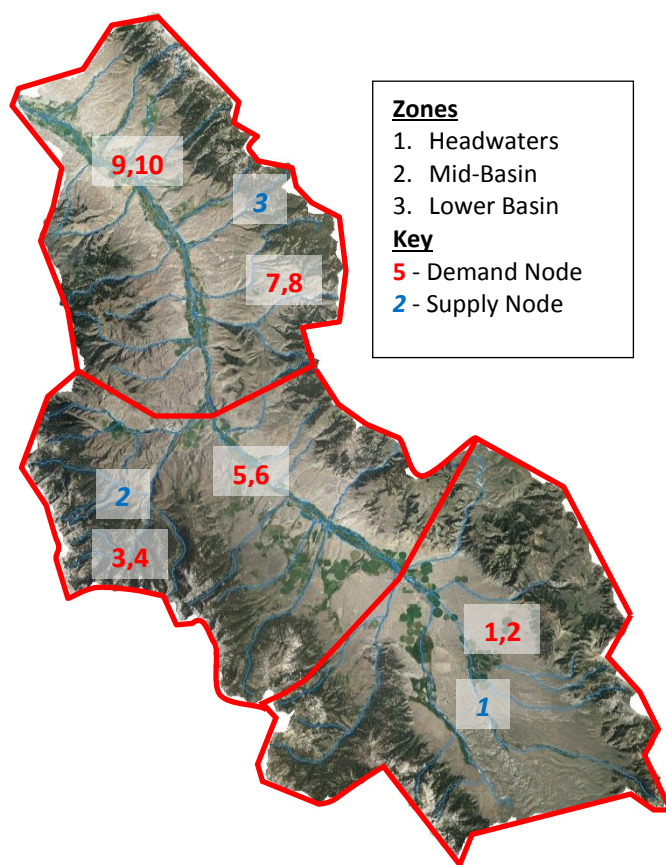 Zones
1. Headwaters
2. Mid-Basin
3. Lower Basin
Key
5 - Demand Node
2 - Supply Node
9,10
3
7,8
5,6
2
3,4
1,2
1